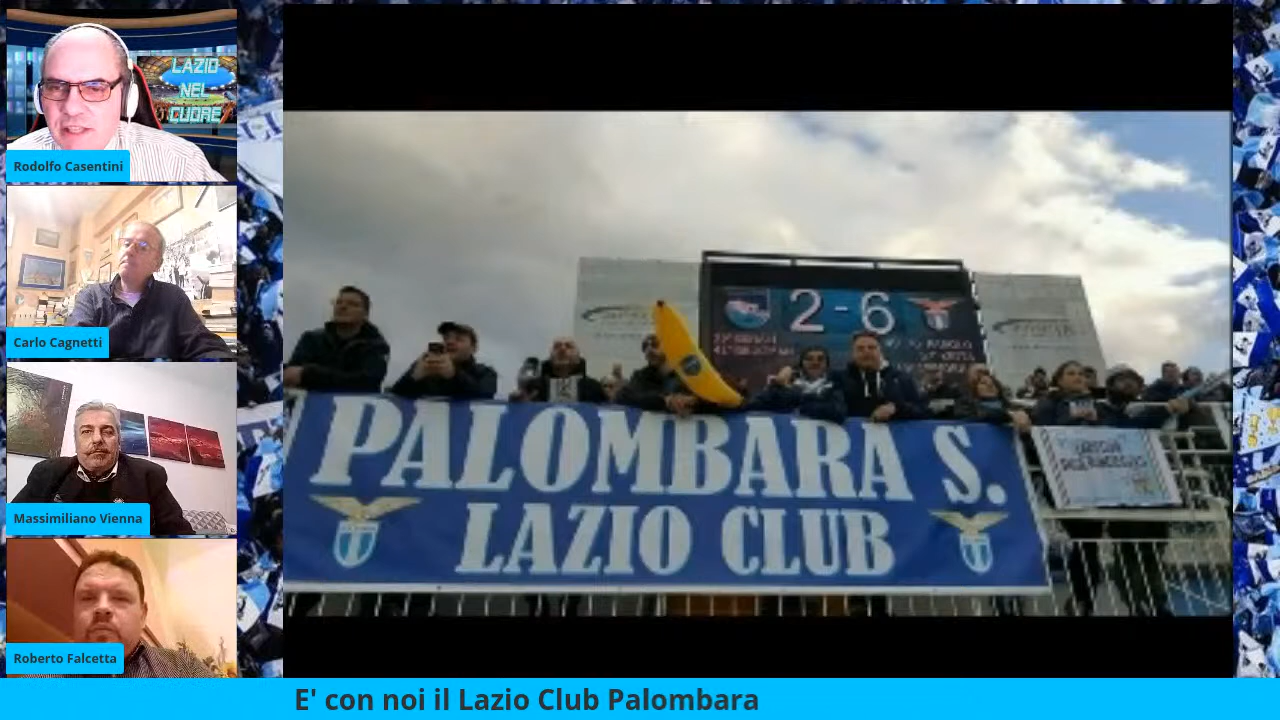 LAZIO
NEL
CUORE
Rodolfo Casentini
Carlo Cagnetti
Massimiliano Vienna
Roberto Falcetta
2-6
PALOMBARA S.
LAZIO CLUB
E' con noi il Lazio Club Palombara